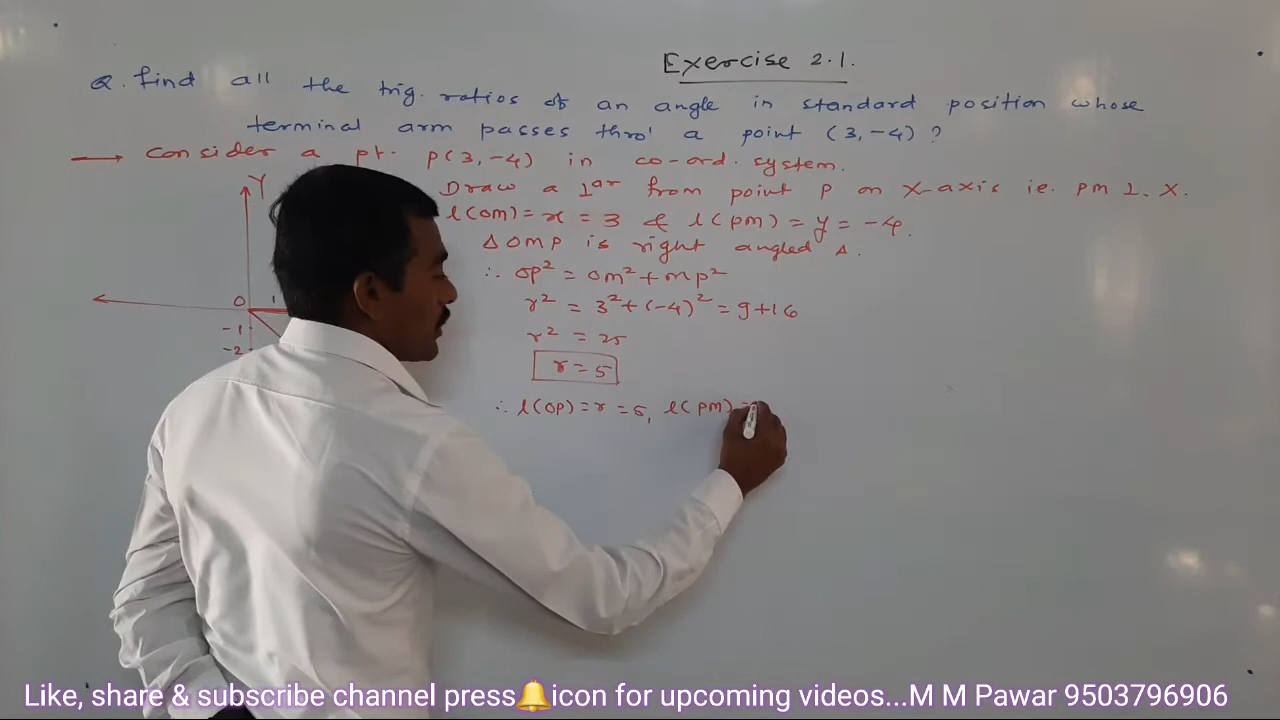 Exercise 2.1.
Q. find all the trig. ratios of an angle in standard position whose
terminal arm passes thro' a point (3, -4) ?
→ Consider a pt. P(3, -4) in co-ord. system.
Draw a ⊥ar from point P on X-axis ie. PM ⊥ X.
l(OM) = x = 3 & l(PM) = y = -4.
△ OMP is right angled △.
∴ OP² = OM² + MP²
r² = 3² + (-4)² = 9 + 16
r² = 25
r = 5
∴ l(OP) = r = 5, l(PM) =
Y
0 1
-1
-2
Like, share & subscribe channel press🔔icon for upcoming videos...M M Pawar 9503796906